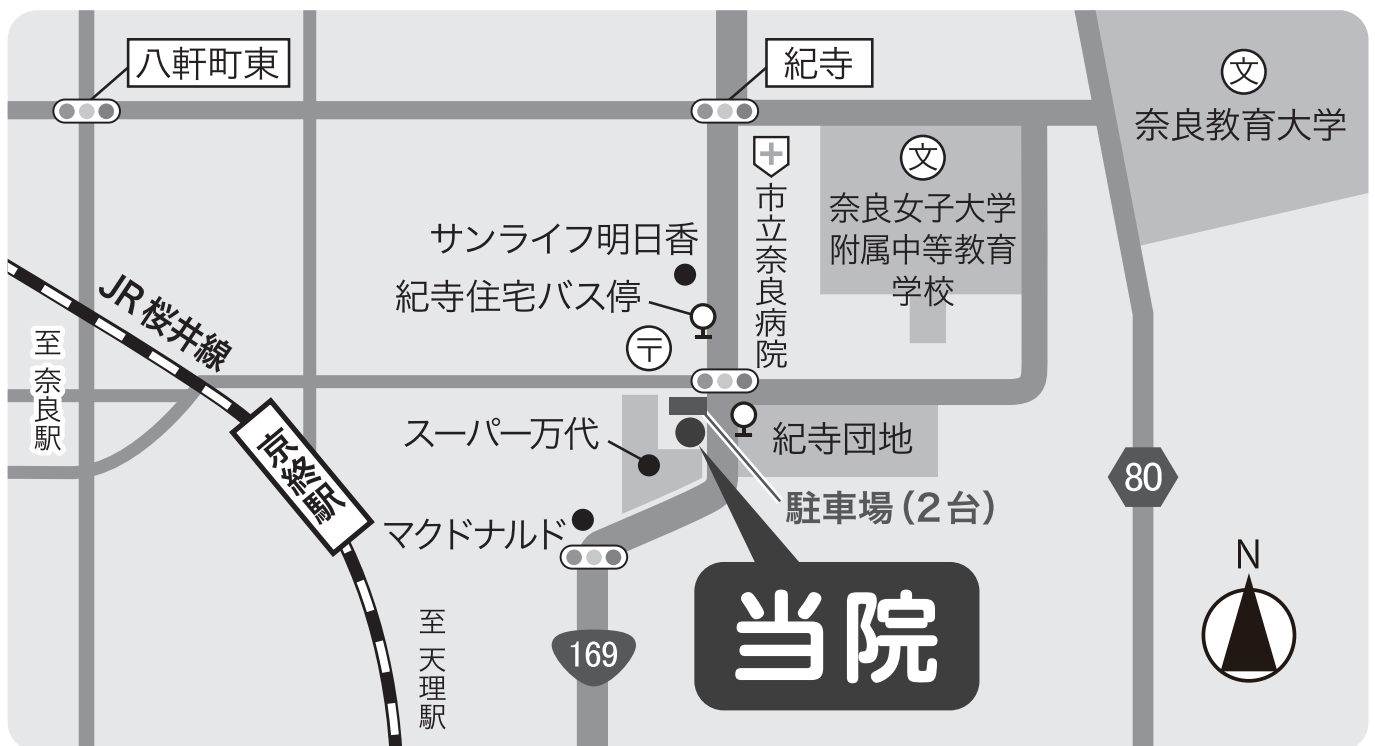 八軒町東
紀寺
文
奈良教育大学
文
奈良女子大学
附属中等教育
学校
市立奈良病院
サンライフ明日香
紀寺住宅バス停
〒
JR桜井線
至 奈良駅
京終駅
スーパー万代
紀寺団地
駐車場(2台)
80
マクドナルド
当院
169
至 天理駅
N